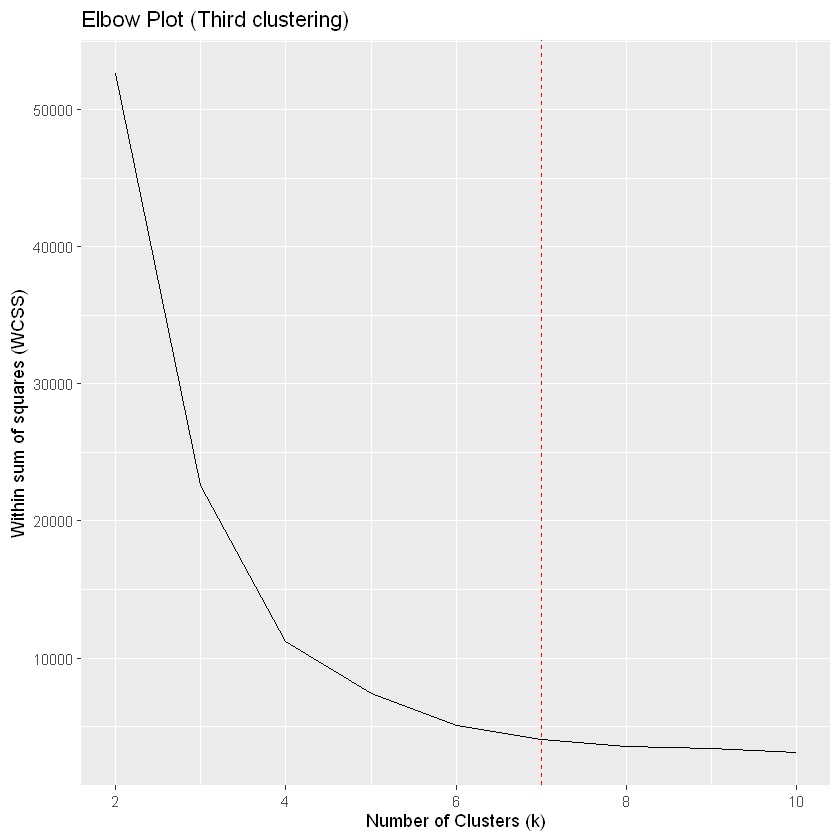 Elbow Plot (Third clustering)
Within sum of squares (WCSS)
50000
40000
30000
20000
10000
2 4 6 8 10
Number of Clusters (k)